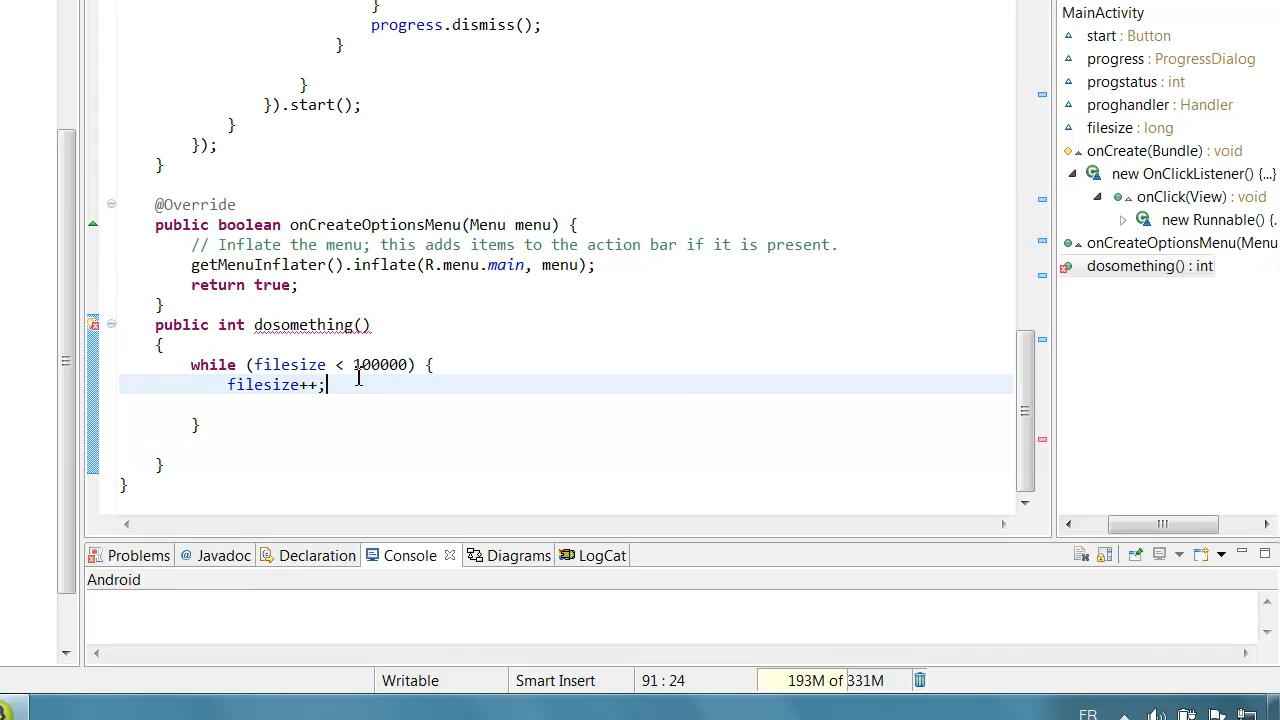 }
progress.dismiss();
}
}
}).start();
}
});
}
@Override
public boolean onCreateOptionsMenu(Menu menu) {
// Inflate the menu; this adds items to the action bar if it is present.
getMenuInflater().inflate(R.menu.main, menu);
return true;
}
public int dosomething()
{
while (filesize < 100000) {
filesize++;
}
}
}
MainActivity
start : Button
progress : ProgressDialog
progstatus : int
proghandler : Handler
filesize : long
onCreate(Bundle) : void
new OnClickListener() {...}
onClick(View) : void
new Runnable() {.
onCreateOptionsMenu(Menu
dosomething() : int
Problems @ Javadoc Declaration Console Diagrams LogCat
Android
Writable Smart Insert 91 : 24 193M of 331M
FR